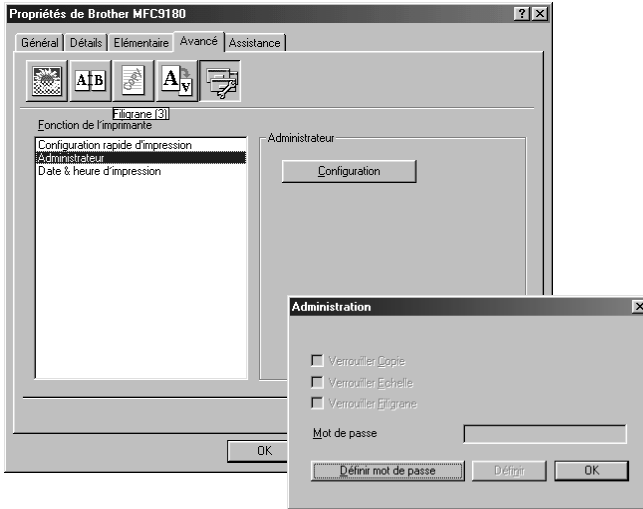 Propriétés de Brother MFC9180
Général Détails Elémentaire Avancé Assistance
A B
A A
Filigrane [3]
Fonction de l'imprimante
Configuration rapide d'impression
Administrateur
Date & heure d'impression
Administrateur
Configuration
OK
Administration
Verrouiller Copie
Verrouiller Echelle
Verrouiller Filigrane
Mot de passe
Définir mot de passe Définir OK